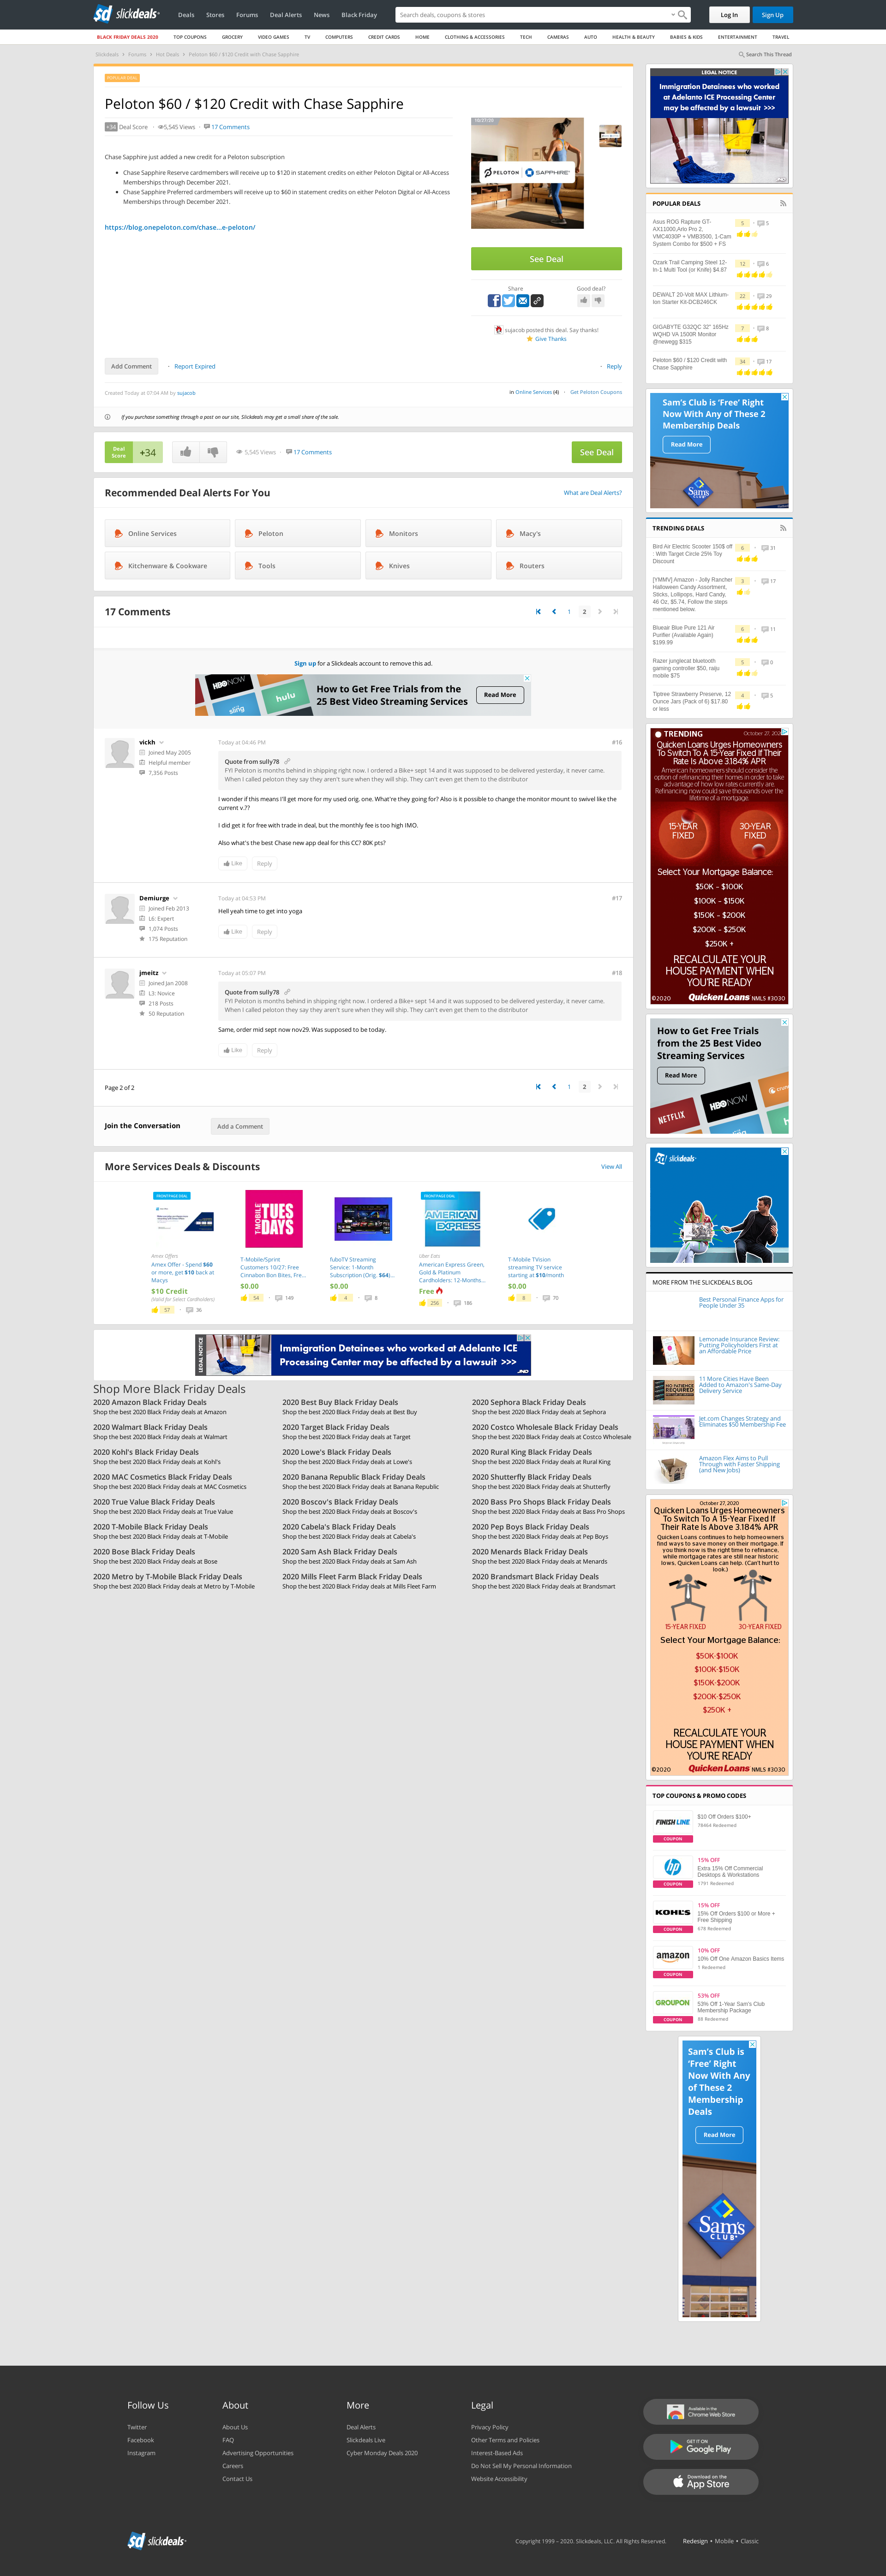 slickdeals
Deals
Stores
Forums
Deal Alerts
News
Black Friday
Search deals, coupons & stores
Log In
Sign Up
BLACK FRIDAY DEALS 2020
TOP COUPONS
GROCERY
VIDEO GAMES
TV
COMPUTERS
CREDIT CARDS
HOME
CLOTHING & ACCESSORIES
TECH
CAMERAS
AUTO
HEALTH & BEAUTY
BABIES & KIDS
ENTERTAINMENT
TRAVEL
Slickdeals > Forums > Hot Deals > Peloton $60 / $120 Credit with Chase Sapphire
Search This Thread
POPULAR DEAL
Peloton $60 / $120 Credit with Chase Sapphire
+34 Deal Score · 5,545 Views · 17 Comments
Chase Sapphire just added a new credit for a Peloton subscription
• Chase Sapphire Reserve cardmembers will receive up to $120 in statement credits on either Peloton Digital or All-Access
Memberships through December 2021.
• Chase Sapphire Preferred cardmembers will receive up to $60 in statement credits on either Peloton Digital or All-Access
Memberships through December 2021.
https://blog.onepeloton.com/chase...e-peloton/
PELOTON
SAPPHIRE
See Deal
Share
Good deal?
sujacob posted this deal. Say thanks!
Give Thanks
Add Comment · Report Expired
· Reply
Created Today at 07:04 AM by sujacob
in Online Services (4) · Get Peloton Coupons
If you purchase something through a post on our site, Slickdeals may get a small share of the sale.
Deal
Score
+34
5,545 Views · 17 Comments
See Deal
Recommended Deal Alerts For You
What are Deal Alerts?
Online Services
Peloton
Monitors
Macy's
Kitchenware & Cookware
Tools
Knives
Routers
17 Comments
1 2
Sign up for a Slickdeals account to remove this ad.
HBO NOW
hulu
How to Get Free Trials from the
25 Best Video Streaming Services
Read More
vickh
Joined May 2005
Helpful member
7,356 Posts
Today at 04:46 PM
#16
Quote from sully78
FYI Peloton is months behind in shipping right now. I ordered a Bike+ sept 14 and it was supposed to be delivered yesterday, it never came.
When I called peloton they say they aren't sure when they will ship. They can't even get them to the distributor
I wonder if this means I'll get more for my used orig. one. What're they going for? Also is it possible to change the monitor mount to swivel like the
current v.??
I did get it for free with trade in deal, but the monthly fee is too high IMO.
Also what's the best Chase new app deal for this CC? 80K pts?
Like
Reply
Demiurge
Joined Feb 2013
L6: Expert
1,074 Posts
175 Reputation
Today at 04:53 PM
#17
Hell yeah time to get into yoga
Like
Reply
jmeitz
Joined Jan 2008
L3: Novice
218 Posts
50 Reputation
Today at 05:07 PM
#18
Quote from sully78
FYI Peloton is months behind in shipping right now. I ordered a Bike+ sept 14 and it was supposed to be delivered yesterday, it never came.
When I called peloton they say they aren't sure when they will ship. They can't even get them to the distributor
Same, order mid sept now nov29. Was supposed to be today.
Like
Reply
Page 2 of 2
1 2
Join the Conversation
Add a Comment
More Services Deals & Discounts
View All
FRONTPAGE DEAL
Amex Offers
Amex Offer - Spend $60
or more, get $10 back at
Macys
$10 Credit
(Valid for Select Cardholders)
57 · 36
T-MOBILE
TUES
DAYS
T-Mobile/Sprint
Customers 10/27: Free
Cinnabon Bon Bites, Fre...
$0.00
54 · 149
fuboTV Streaming
Service: 1-Month
Subscription (Orig. $64)...
$0.00
4 · 8
FRONTPAGE DEAL
AMERICAN
EXPRESS
Uber Eats
American Express Green,
Gold & Platinum
Cardholders: 12-Months...
Free
256 · 186
T-Mobile TVision
streaming TV service
starting at $10/month
$0.00
8 · 70
LEGAL NOTICE
Immigration Detainees who worked at Adelanto ICE
Processing Center may be affected by a lawsuit >>>
JND
Shop More Black Friday Deals
2020 Amazon Black Friday Deals
Shop the best 2020 Black Friday deals at Amazon
2020 Best Buy Black Friday Deals
Shop the best 2020 Black Friday deals at Best Buy
2020 Sephora Black Friday Deals
Shop the best 2020 Black Friday deals at Sephora
2020 Walmart Black Friday Deals
Shop the best 2020 Black Friday deals at Walmart
2020 Target Black Friday Deals
Shop the best 2020 Black Friday deals at Target
2020 Costco Wholesale Black Friday Deals
Shop the best 2020 Black Friday deals at Costco Wholesale
2020 Kohl's Black Friday Deals
Shop the best 2020 Black Friday deals at Kohl's
2020 Lowe's Black Friday Deals
Shop the best 2020 Black Friday deals at Lowe's
2020 Rural King Black Friday Deals
Shop the best 2020 Black Friday deals at Rural King
2020 MAC Cosmetics Black Friday Deals
Shop the best 2020 Black Friday deals at MAC Cosmetics
2020 Banana Republic Black Friday Deals
Shop the best 2020 Black Friday deals at Banana Republic
2020 Shutterfly Black Friday Deals
Shop the best 2020 Black Friday deals at Shutterfly
2020 True Value Black Friday Deals
Shop the best 2020 Black Friday deals at True Value
2020 Boscov's Black Friday Deals
Shop the best 2020 Black Friday deals at Boscov's
2020 Bass Pro Shops Black Friday Deals
Shop the best 2020 Black Friday deals at Bass Pro Shops
2020 T-Mobile Black Friday Deals
Shop the best 2020 Black Friday deals at T-Mobile
2020 Cabela's Black Friday Deals
Shop the best 2020 Black Friday deals at Cabela's
2020 Pep Boys Black Friday Deals
Shop the best 2020 Black Friday deals at Pep Boys
2020 Bose Black Friday Deals
Shop the best 2020 Black Friday deals at Bose
2020 Sam Ash Black Friday Deals
Shop the best 2020 Black Friday deals at Sam Ash
2020 Menards Black Friday Deals
Shop the best 2020 Black Friday deals at Menards
2020 Metro by T-Mobile Black Friday Deals
Shop the best 2020 Black Friday deals at Metro by T-Mobile
2020 Mills Fleet Farm Black Friday Deals
Shop the best 2020 Black Friday deals at Mills Fleet Farm
2020 Brandsmart Black Friday Deals
Shop the best 2020 Black Friday deals at Brandsmart
LEGAL NOTICE
Immigration Detainees who worked
at Adelanto ICE Processing Center
may be affected by a lawsuit >>>
JND
POPULAR DEALS
Asus ROG Rapture GT-
AX11000,Arlo Pro 2,
VMC4030P + VMB3500, 1-Cam
System Combo for $500 + FS
5 · 5
Ozark Trail Camping Steel 12-
In-1 Multi Tool (or Knife) $4.87
12 · 6
DEWALT 20-Volt MAX Lithium-
Ion Starter Kit-DCB246CK
22 · 29
GIGABYTE G32QC 32" 165Hz
WQHD VA 1500R Monitor
@newegg $315
7 · 8
Peloton $60 / $120 Credit with
Chase Sapphire
34 · 17
Sam's Club is 'Free' Right
Now With Any of These 2
Membership Deals
Read More
Sam's
CLUB
TRENDING DEALS
Bird Air Electric Scooter 150$ off
: With Target Circle 25% Toy
Discount
6 · 31
[YMMV] Amazon - Jolly Rancher
Halloween Candy Assortment,
Sticks, Lollipops, Hard Candy,
46 Oz, $5.74, Follow the steps
mentioned below.
3 · 17
Blueair Blue Pure 121 Air
Purifier (Available Again)
$199.99
6 · 11
Razer junglecat bluetooth
gaming controller $50, raiju
mobile $75
5 · 0
Tiptree Strawberry Preserve, 12
Ounce Jars (Pack of 6) $17.80
or less
4 · 5
TRENDING
October 27, 202
Quicken Loans Urges Homeowners
To Switch To A 15-Year Fixed If Their
Rate Is Above 3.184% APR
American homeowners should consider the
potential of refinancing their homes in order to take
advantage of how low rates currently are.
Refinancing now could save thousands over the
lifetime of a mortgage.
15-YEAR
FIXED
30-YEAR
FIXED
Select Your Mortgage Balance:
$50K - $100K
$100K - $150K
$150K - $200K
$200K - $250K
$250K +
RECALCULATE YOUR
HOUSE PAYMENT WHEN
YOU'RE READY
©2020
Quicken Loans NMLS #3030
How to Get Free Trials
from the 25 Best Video
Streaming Services
Read More
NETFLIX
HBO NOW
slickdeals
MORE FROM THE SLICKDEALS BLOG
Best Personal Finance Apps for
People Under 35
Lemonade Insurance Review:
Putting Policyholders First at
an Affordable Price
11 More Cities Have Been
Added to Amazon's Same-Day
Delivery Service
Jet.com Changes Strategy and
Eliminates $50 Membership Fee
Amazon Flex Aims to Pull
Through with Faster Shipping
(and New Jobs)
October 27, 2020
Quicken Loans Urges Homeowners
To Switch To A 15-Year Fixed If
Their Rate Is Above 3.184% APR
Quicken Loans continues to help homeowners
find ways to save money on their mortgage. If
you think now is the right time to refinance,
while mortgage rates are still near historic
lows, Quicken Loans can help. (Can't hurt to
look.)
15-YEAR FIXED
30-YEAR FIXED
Select Your Mortgage Balance:
$50K-$100K
$100K-$150K
$150K-$200K
$200K-$250K
$250K +
RECALCULATE YOUR
HOUSE PAYMENT WHEN
YOU'RE READY
©2020
Quicken Loans NMLS #3030
TOP COUPONS & PROMO CODES
FINISH LINE
COUPON
$10 Off Orders $100+
78464 Redeemed
hp
COUPON
15% OFF
Extra 15% Off Commercial
Desktops & Workstations
1791 Redeemed
KOHL'S
COUPON
15% OFF
15% Off Orders $100 or More +
Free Shipping
678 Redeemed
amazon
COUPON
10% OFF
10% Off One Amazon Basics Items
1 Redeemed
GROUPON
COUPON
53% OFF
53% Off 1-Year Sam's Club
Membership Package
88 Redeemed
Sam's Club is
'Free' Right
Now With Any
of These 2
Membership
Deals
Read More
Sam's
CLUB
Follow Us
Twitter
Facebook
Instagram
About
About Us
FAQ
Advertising Opportunities
Careers
Contact Us
More
Deal Alerts
Slickdeals Live
Cyber Monday Deals 2020
Legal
Privacy Policy
Other Terms and Policies
Interest-Based Ads
Do Not Sell My Personal Information
Website Accessibility
Available in the
Chrome Web Store
GET IT ON
Google Play
Download on the
App Store
slickdeals
Copyright 1999 – 2020. Slickdeals, LLC. All Rights Reserved.
Redesign • Mobile • Classic